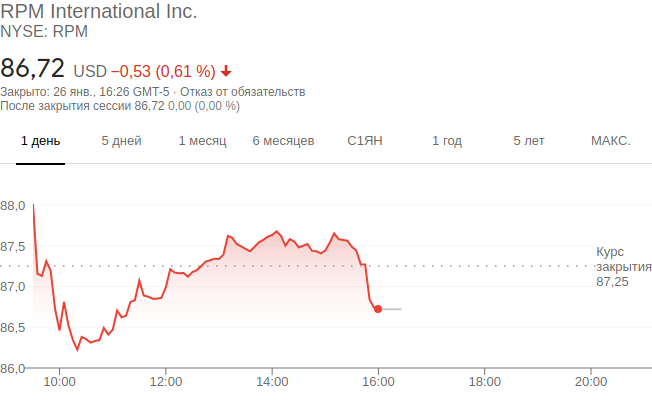 RPM International Inc.
NYSE: RPM
86,72 USD −0,53 (0,61 %)
Закрыто: 26 янв., 16:26 GMT-5 · Отказ от обязательств
После закрытия сессии 86,72 0,00 (0,00 %)
1 день 5 дней 1 месяц 6 месяцев С1ЯН 1 год 5 лет МАКС.
88,0
87,5
Курс
закрытия
87,25
87,0
86,5
86,0
10:00 12:00 14:00 16:00 18:00 20:00